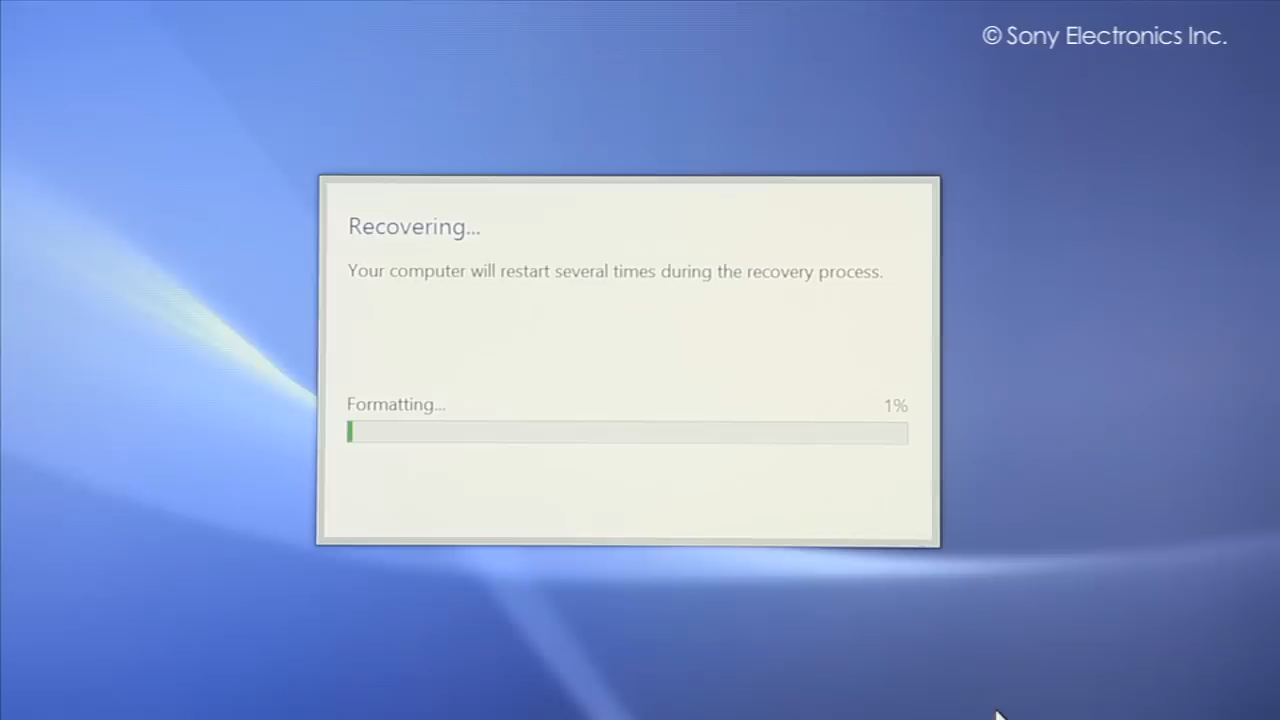 © Sony Electronics Inc.
Recovering...
Your computer will restart several times during the recovery process.
Formatting...
1%